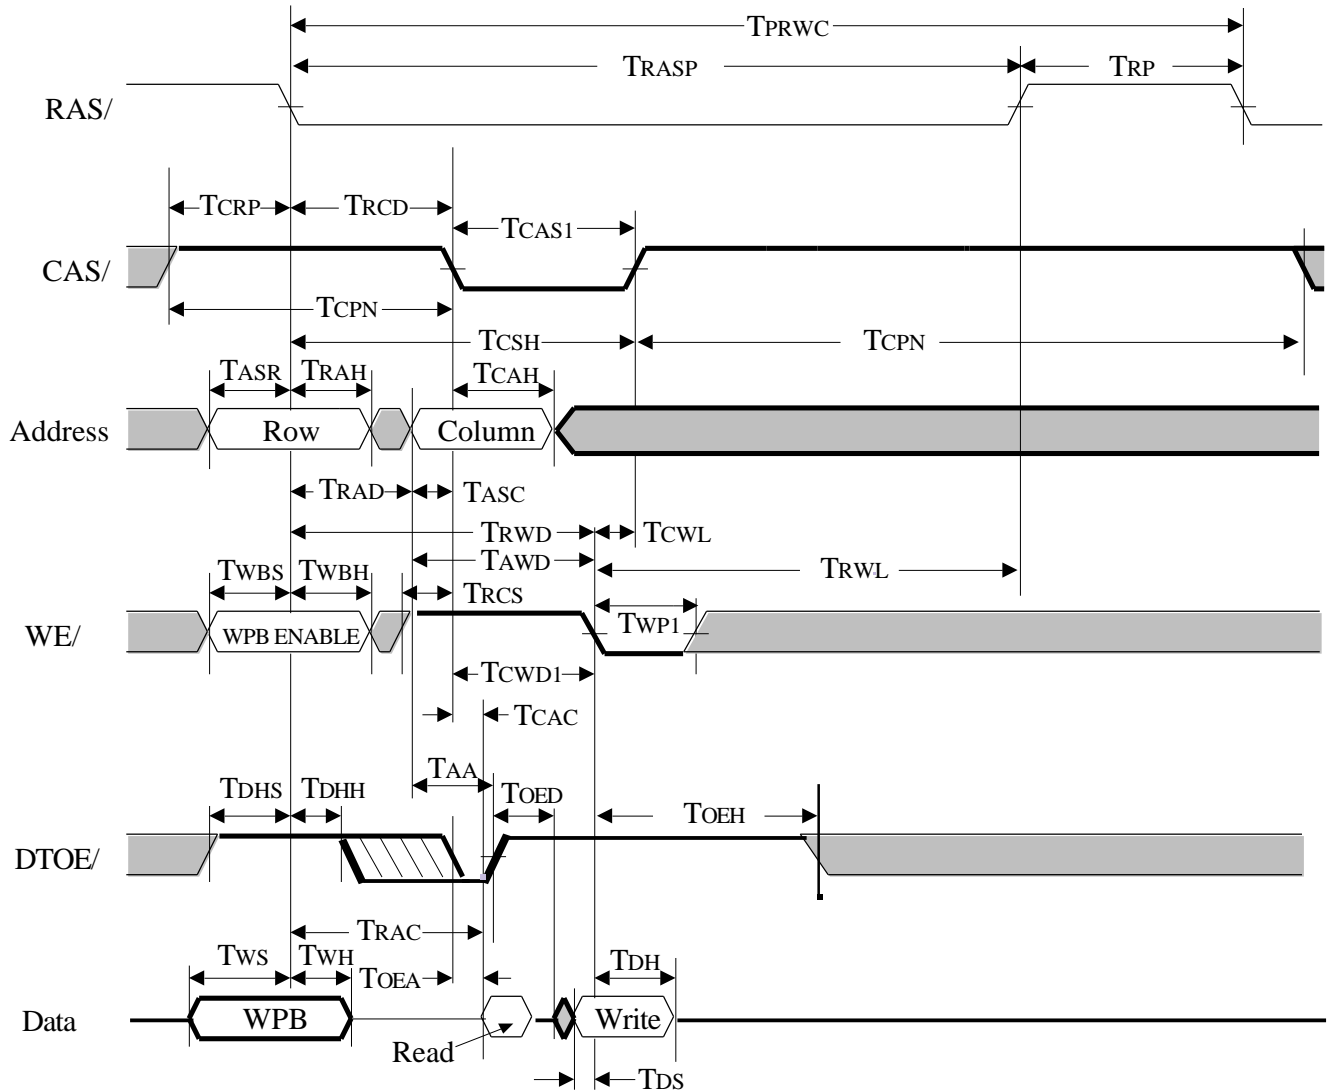 TPRWC
TRASP
TRP
RAS/
TCRP
TRCD
TCAS1
CAS/
TCPN
TCSH
TCPN
TASR
TRAH
TCAH
Address
Row
Column
TRAD
TASC
TRWD
TCWL
TAWD
TWBS
TWBH
TRWL
TRCS
WE/
WPB ENABLE
TWP1
TCWD1
TCAC
TAA
TDHS
TDHH
TOED
TOEH
DTOE/
TRAC
TWS
TWH
TDH
TOEA
Data
WPB
Write
Read
TDS